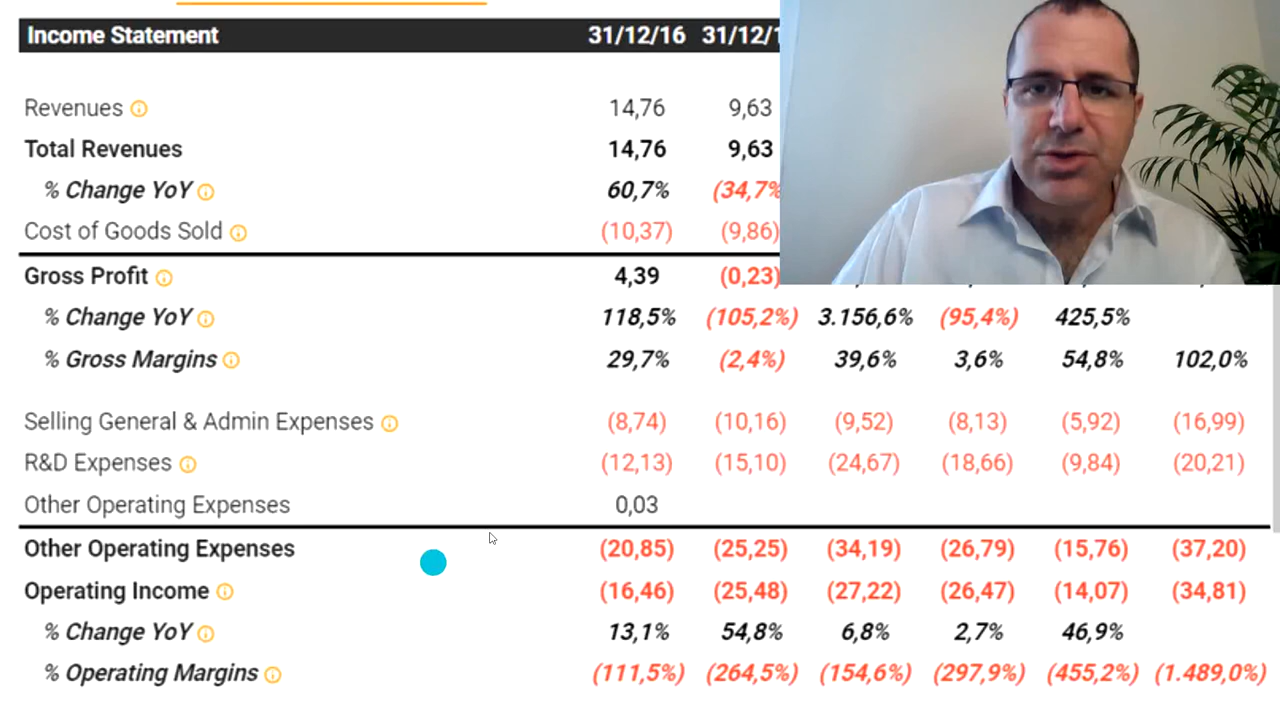 Income Statement 31/12/16 31/12/1
Revenues 14,76 9,63
Total Revenues 14,76 9,63
% Change YoY 60,7% (34,7%
Cost of Goods Sold (10,37) (9,86)
Gross Profit 4,39 (0,23)
% Change YoY 118,5% (105,2%) 3.156,6% (95,4%) 425,5%
% Gross Margins 29,7% (2,4%) 39,6% 3,6% 54,8% 102,0%
Selling General & Admin Expenses (8,74) (10,16) (9,52) (8,13) (5,92) (16,99)
R&D Expenses (12,13) (15,10) (24,67) (18,66) (9,84) (20,21)
Other Operating Expenses 0,03
Other Operating Expenses (20,85) (25,25) (34,19) (26,79) (15,76) (37,20)
Operating Income (16,46) (25,48) (27,22) (26,47) (14,07) (34,81)
% Change YoY 13,1% 54,8% 6,8% 2,7% 46,9%
% Operating Margins (111,5%) (264,5%) (154,6%) (297,9%) (455,2%) (1.489,0%)